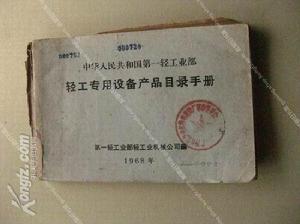 000720
中华人民共和国第一轻工业部
轻工专用设备产品目录手册
第一轻工业部轻工业机械公司编
1968年